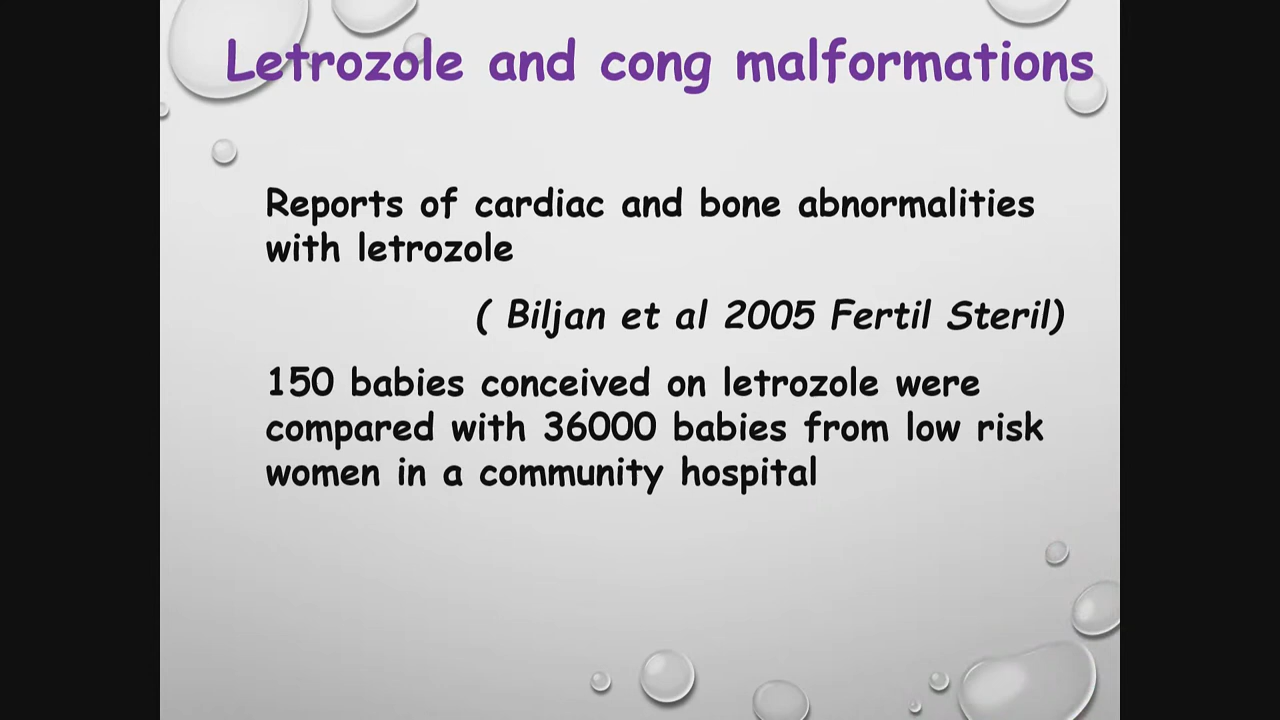 Letrozole and cong malformations
Reports of cardiac and bone abnormalities
with letrozole
( Biljan et al 2005 Fertil Steril)
150 babies conceived on letrozole were
compared with 36000 babies from low risk
women in a community hospital